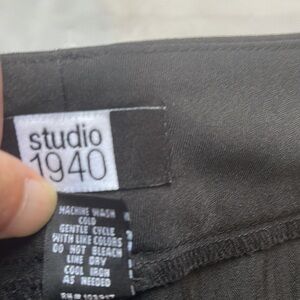 studio
1940
MACHINE WASH
COLD
GENTLE CYCLE
WITH LIKE COLORS
DO NOT BLEACH
LINE DRY
COOL IRON
AS NEEDED